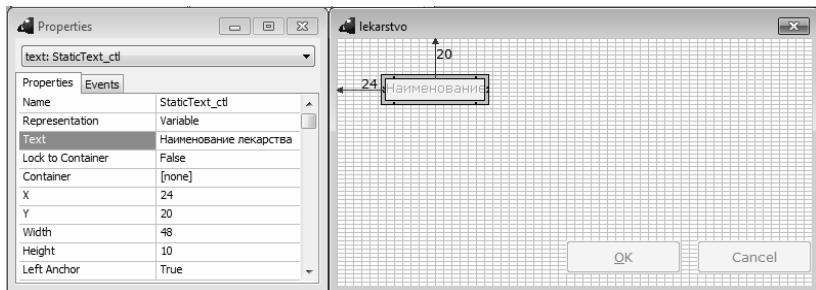 Properties
text: StaticText_ctl
Properties Events
Name StaticText_ctl
Representation Variable
Text Наименование лекарства
Lock to Container False
Container [none]
X 24
Y 20
Width 48
Height 10
Left Anchor True
lekarstvo
20
24
Наименование
OK Cancel